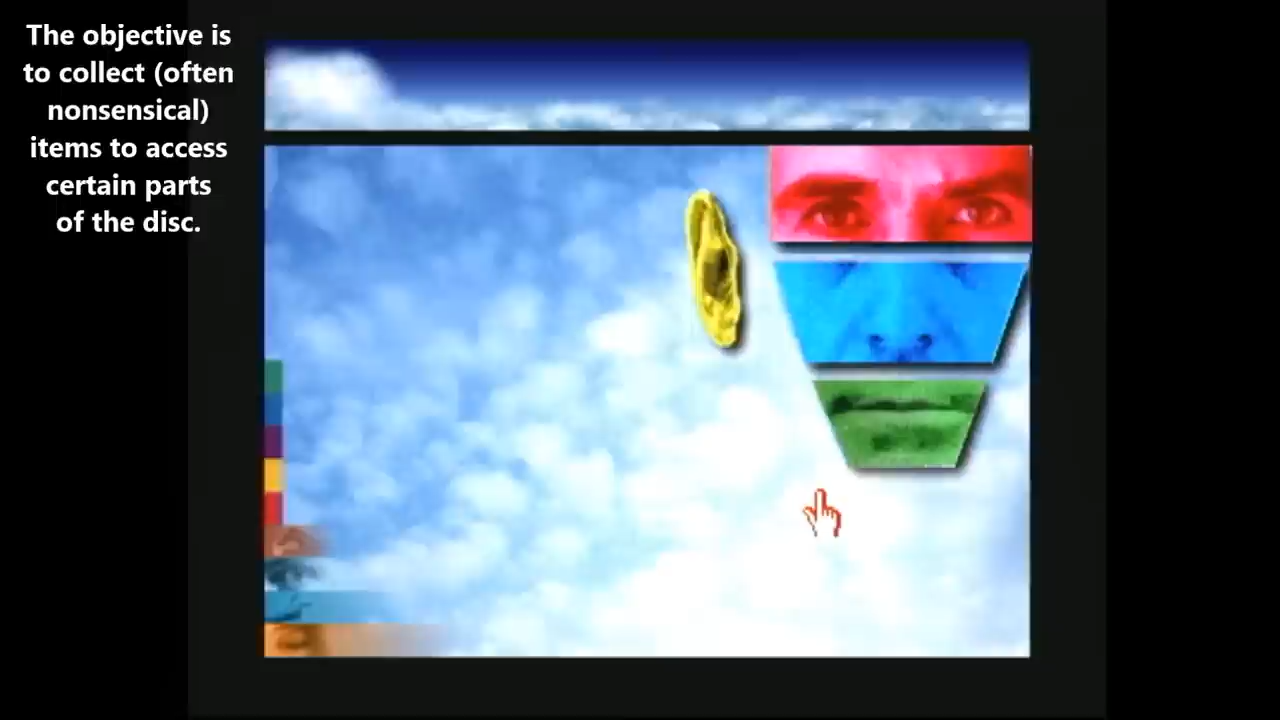 The objective is
to collect (often
nonsensical)
items to access
certain parts
of the disc.